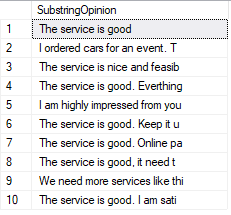 SubstringOpinion
1 The service is good
2 I ordered cars for an event. T
3 The service is nice and feasib
4 The service is good. Everthing
5 I am highly impressed from you
6 The service is good. Keep it u
7 The service is good. Online pa
8 The service is good, it need t
9 We need more services like thi
10 The service is good. I am sati